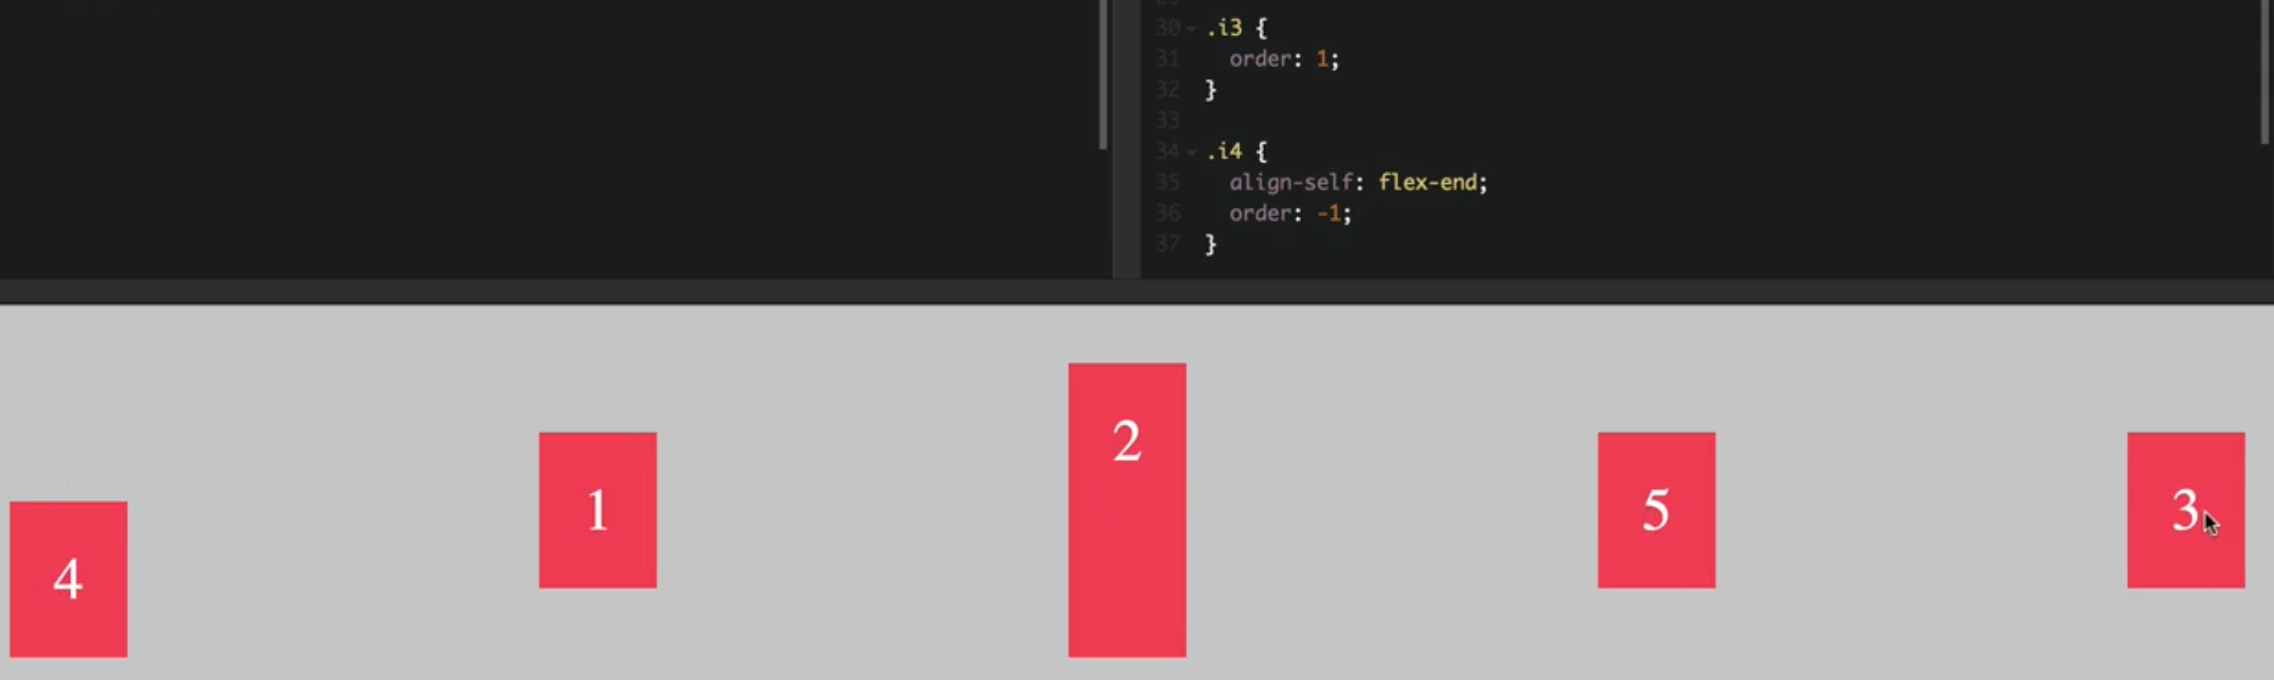 30 .i3 {
31 order: 1;
32 }
33
34 .i4 {
35 align-self: flex-end;
36 order: -1;
37 }
4
1
2
5
3